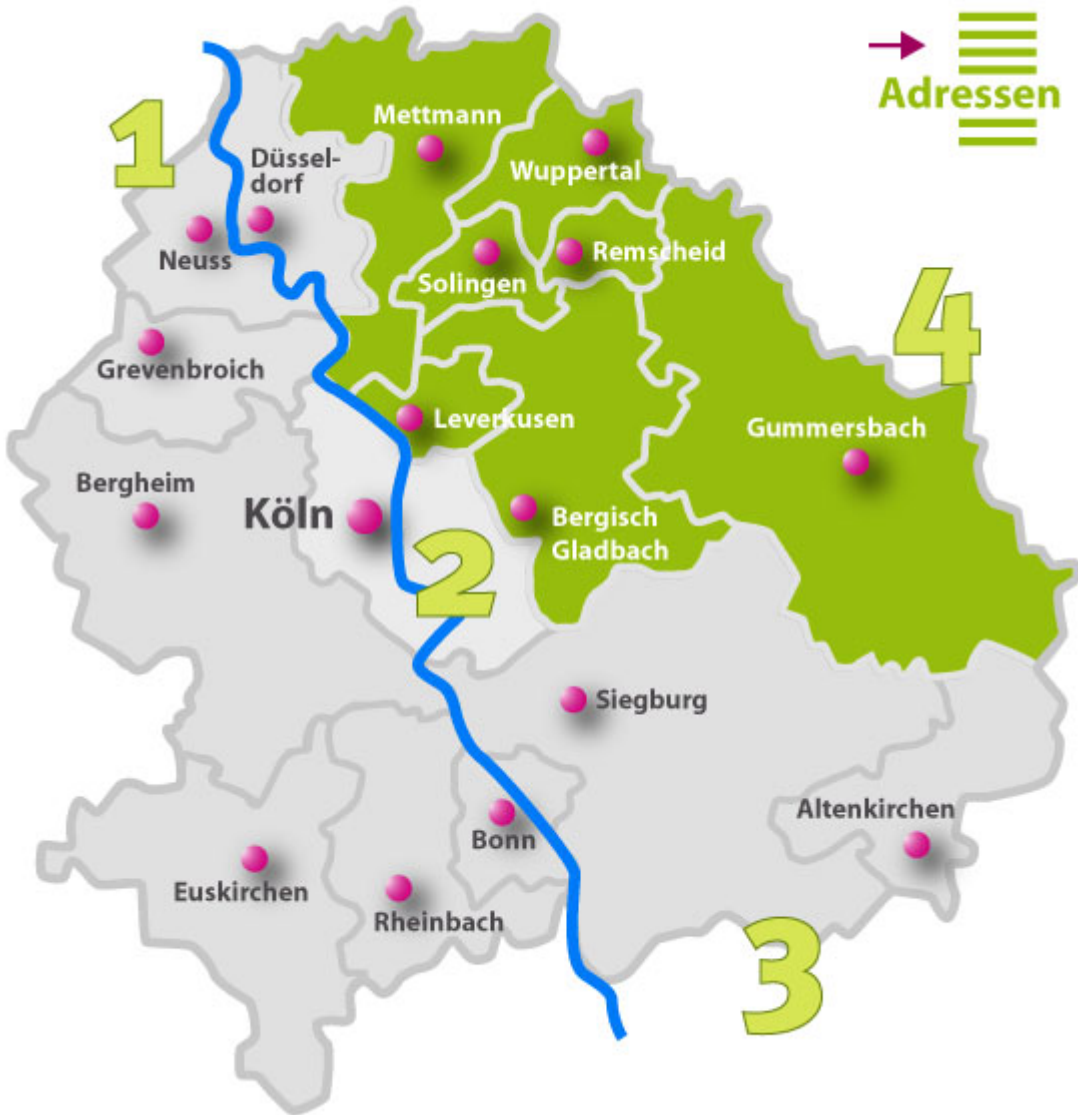 Adressen
Mettmann
Wuppertal
1
Düssel-
dorf
Neuss
Solingen
Remscheid
4
Grevenbroich
Leverkusen
Gummersbach
Bergheim
Köln
Bergisch
Gladbach
2
Siegburg
Altenkirchen
Bonn
Euskirchen
Rheinbach
3